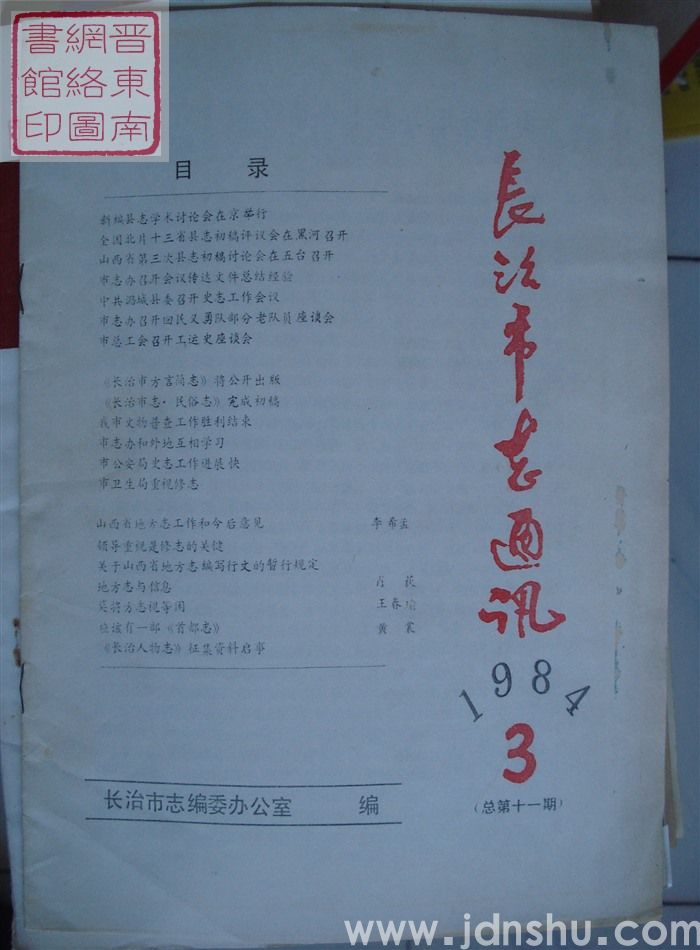 晋东南
網絡圖
書館印
目 录
新编县志学术讨论会在京举行
全国北片十三省县志初稿评议会在黑河召开
山西省第三次县志初稿讨论会在五台召开
市志办召开会议传达文件总结经验
中共潞城县委召开史志工作会议
市志办召开回民义勇队部分老队员座谈会
市总工会召开工运史座谈会
《长治市方言简志》将公开出版
《长治市志·民俗志》完成初稿
我市文物普查工作胜利结束
市志办和外地互相学习
市公安局史志工作进展快
市卫生局重视修志
山西省地方志工作和今后意见 李希孟
领导重视是修志的关键
关于山西省地方志编写行文的暂行规定
地方志与信息 肖荻
莫将方志视等闲 王春瑜
应该有一部《首都志》 黄裳
《长治人物志》征集资料启事
长治市志编委办公室 编
長治市志通讯
1984
3
(总第十一期)
www.jdnshu.com